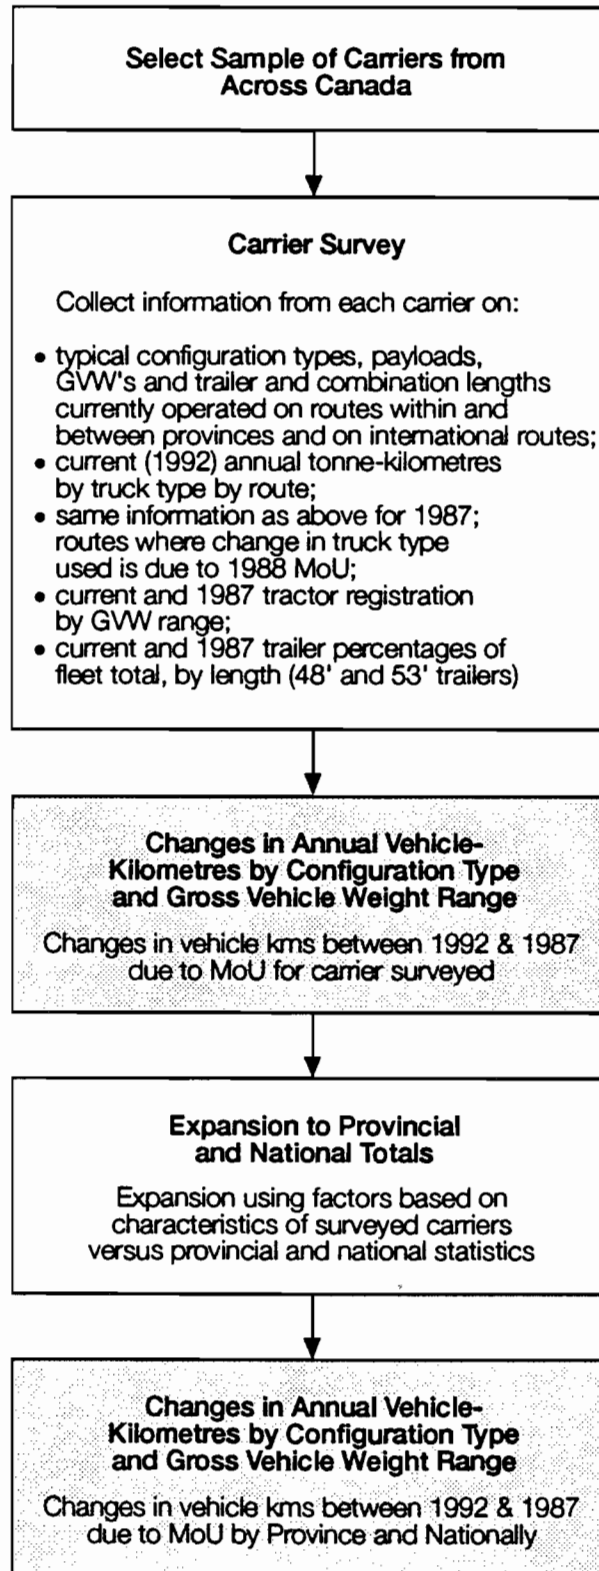 Select Sample of Carriers from
Across Canada
Carrier Survey
Collect information from each carrier on:
• typical configuration types, payloads,
GVW's and trailer and combination lengths
currently operated on routes within and
between provinces and on international routes;
• current (1992) annual tonne-kilometres
by truck type by route;
• same information as above for 1987;
routes where change in truck type
used is due to 1988 MoU;
• current and 1987 tractor registration
by GVW range;
• current and 1987 trailer percentages of
fleet total, by length (48' and 53' trailers)
Changes in Annual Vehicle-
Kilometres by Configuration Type
and Gross Vehicle Weight Range
Changes in vehicle kms between 1992 & 1987
due to MoU for carrier surveyed
Expansion to Provincial
and National Totals
Expansion using factors based on
characteristics of surveyed carriers
versus provincial and national statistics
Changes in Annual Vehicle-
Kilometres by Configuration Type
and Gross Vehicle Weight Range
Changes in vehicle kms between 1992 & 1987
due to MoU by Province and Nationally